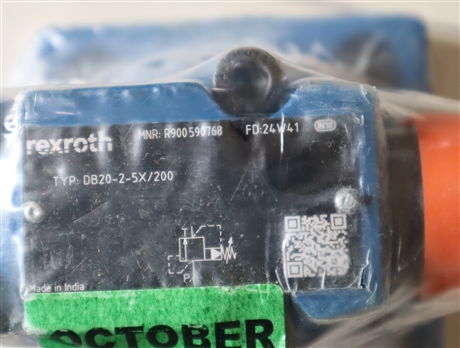 rexroth
MNR: R900590768 FD:24W41
TYP: DB20-2-5X/200
P
Made in India
OCTOBER